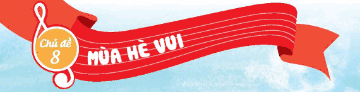 Chủ đề
8
MÙA HÈ VUI